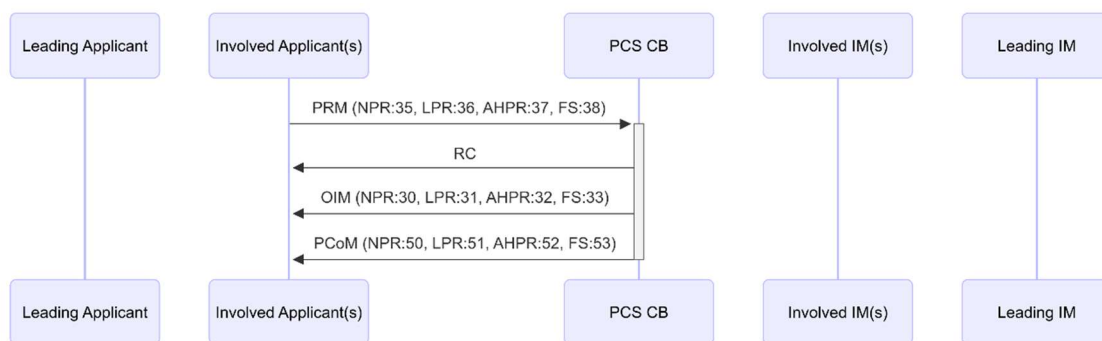 Leading Applicant
Involved Applicant(s)
PCS CB
Involved IM(s)
Leading IM
PRM (NPR:35, LPR:36, AHPR:37, FS:38)
RC
OIM (NPR:30, LPR:31, AHPR:32, FS:33)
PCoM (NPR:50, LPR:51, AHPR:52, FS:53)
Leading Applicant
Involved Applicant(s)
PCS CB
Involved IM(s)
Leading IM